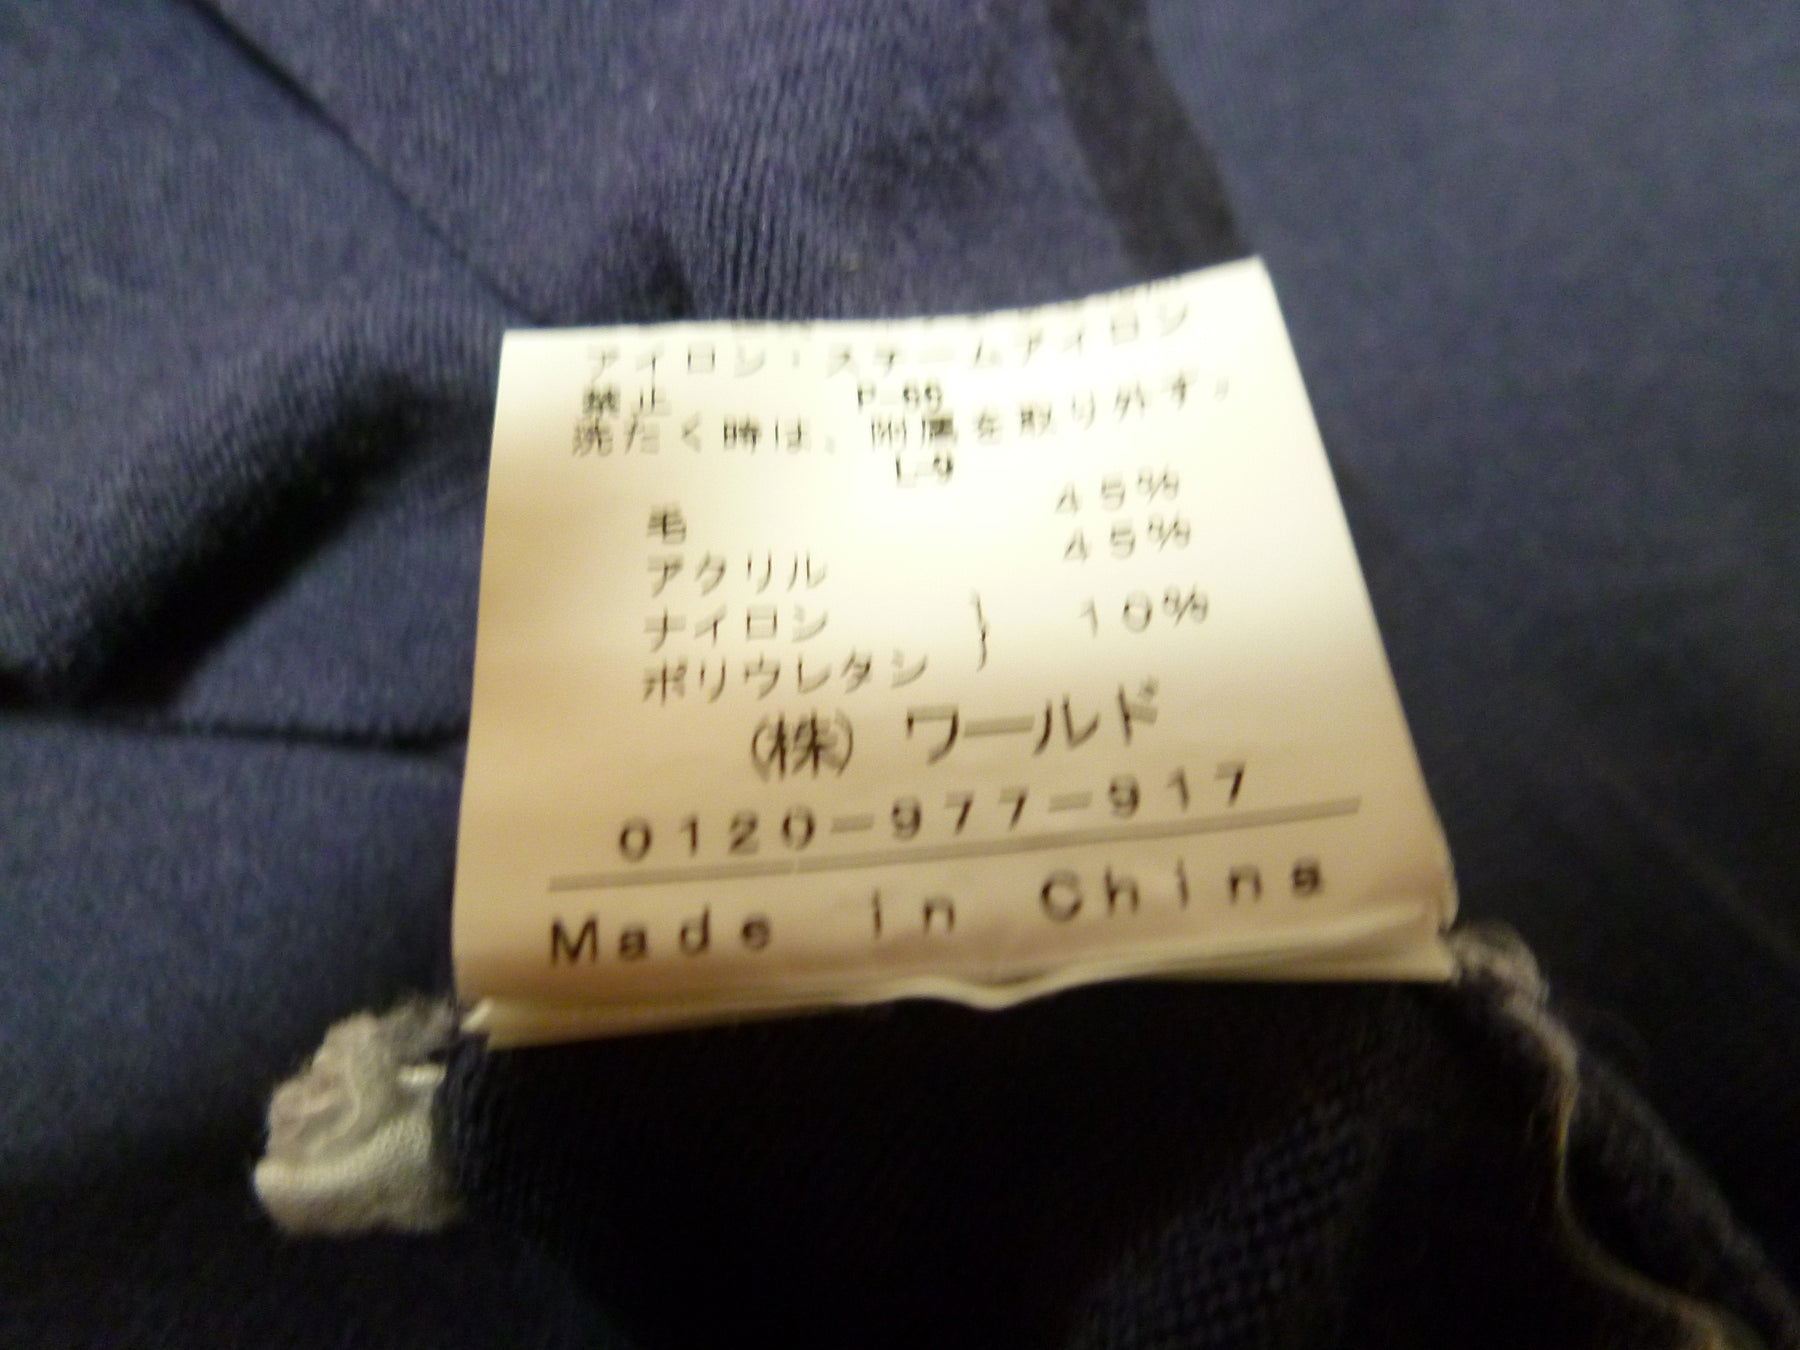 アイロン・スチームアイロン
禁止
P-66
洗たく時は、附属を取り外す。
L-9
毛 45%
アクリル 45%
ナイロン
ポリウレタン } 10%
(株) ワールド
0120-977-917
Made in China